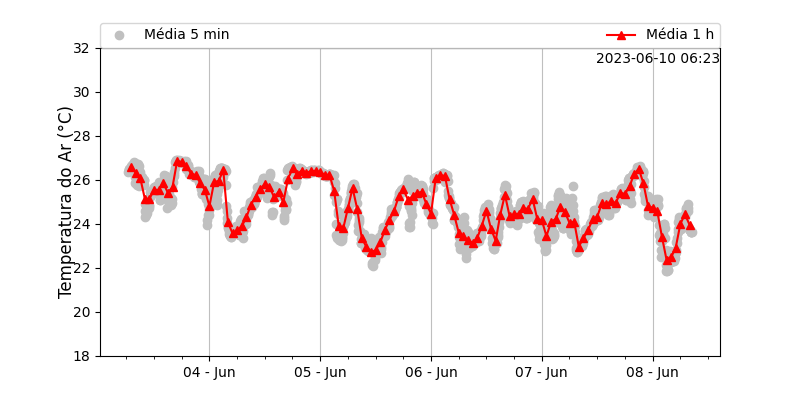 Média 5 min
Média 1 h
2023-06-10 06:23
Temperatura do Ar (°C)
32
30
28
26
24
22
20
18
04 - Jun
05 - Jun
06 - Jun
07 - Jun
08 - Jun